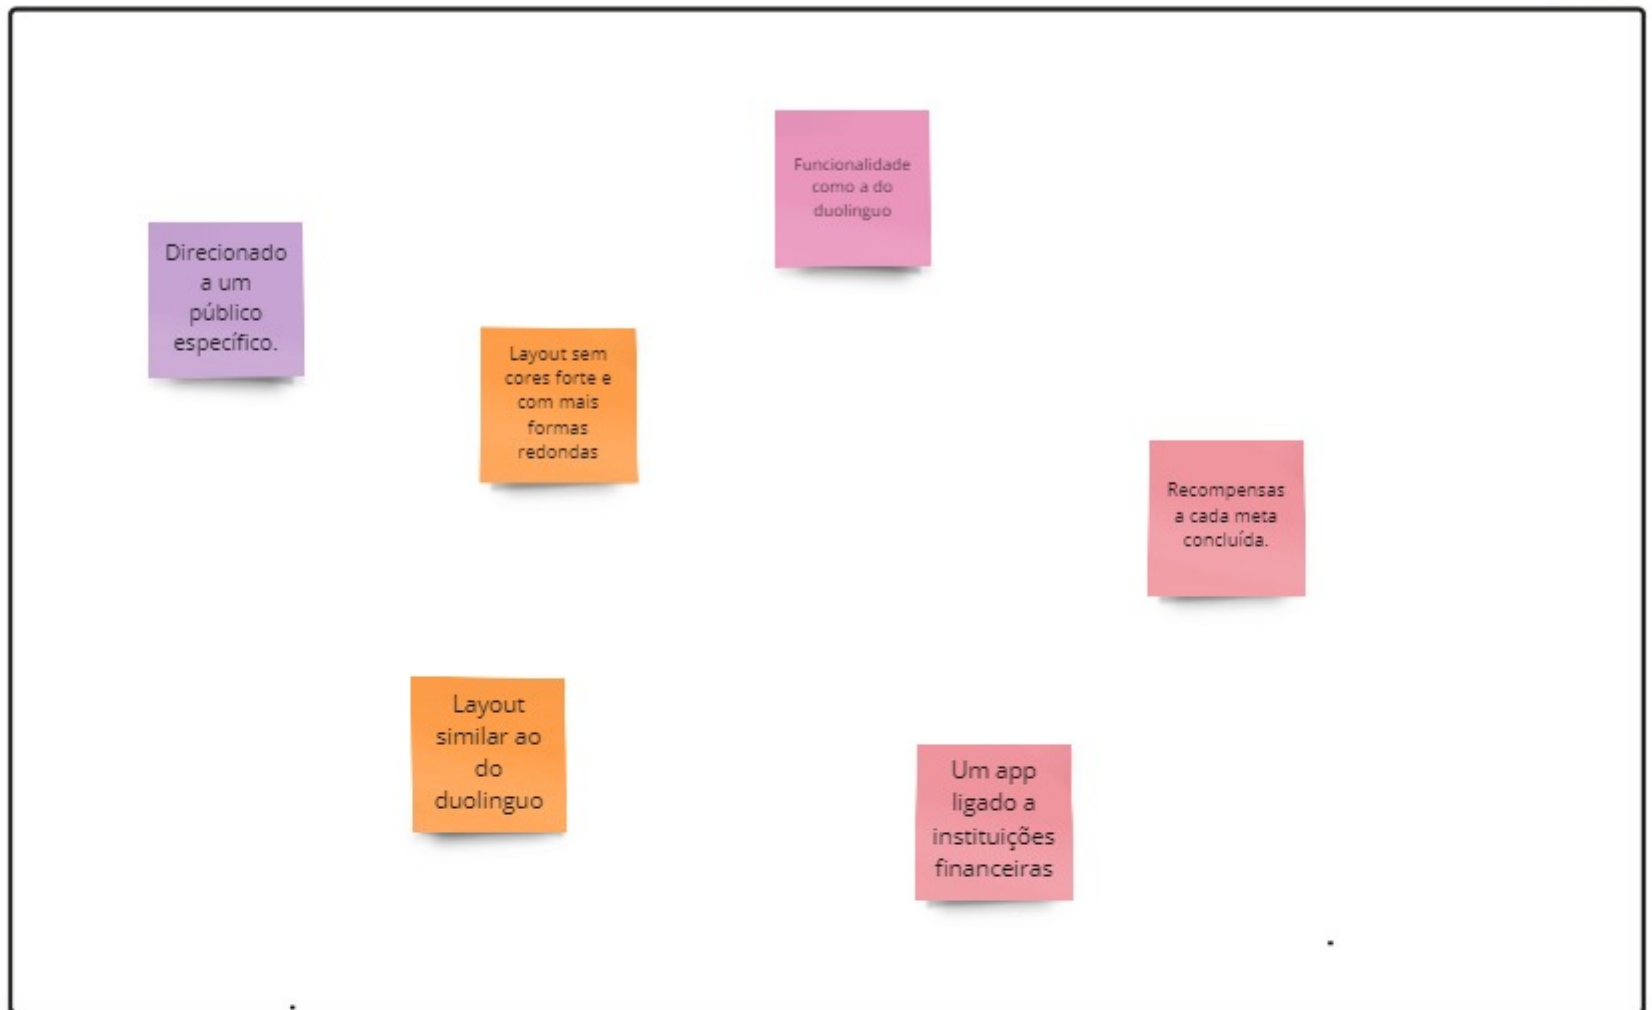 Funcionalidade
como a do
duolinguo
Direcionado
a um
público
específico.
Layout sem
cores forte e
com mais
formas
redondas
Recompensas
a cada meta
concluída.
Layout
similar ao
do
duolinguo
Um app
ligado a
instituições
financeiras